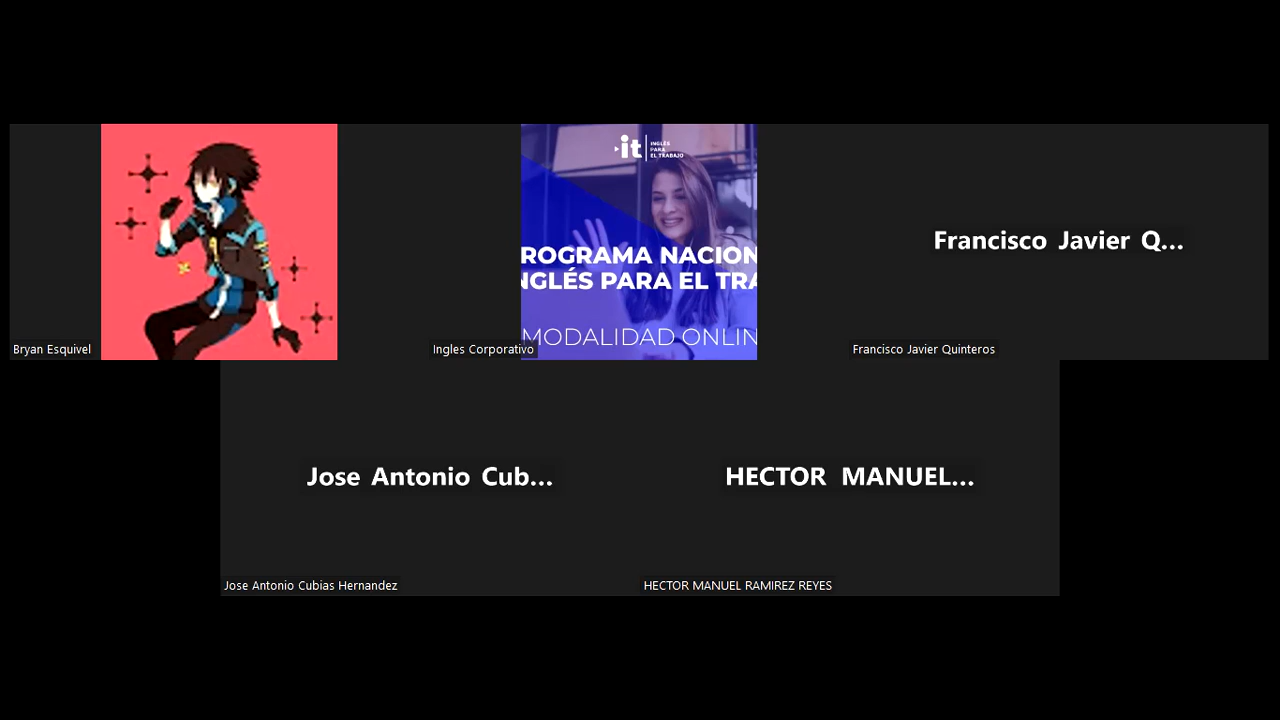 it INGLÉS
PARA
EL TRABAJO
ROGRAMA NACION
NGLÉS PARA EL TRA
MODALIDAD ONLIN
Francisco Javier Q...
Bryan Esquivel
Ingles Corporativo
Francisco Javier Quinteros
Jose Antonio Cub...
HECTOR MANUEL...
Jose Antonio Cubias Hernandez
HECTOR MANUEL RAMIREZ REYES